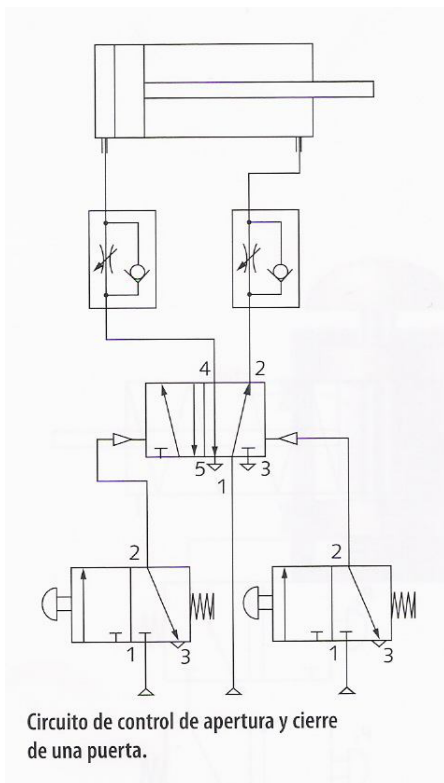 4 2
5 3
1
2 2
1 3 1 3
Circuito de control de apertura y cierre
de una puerta.